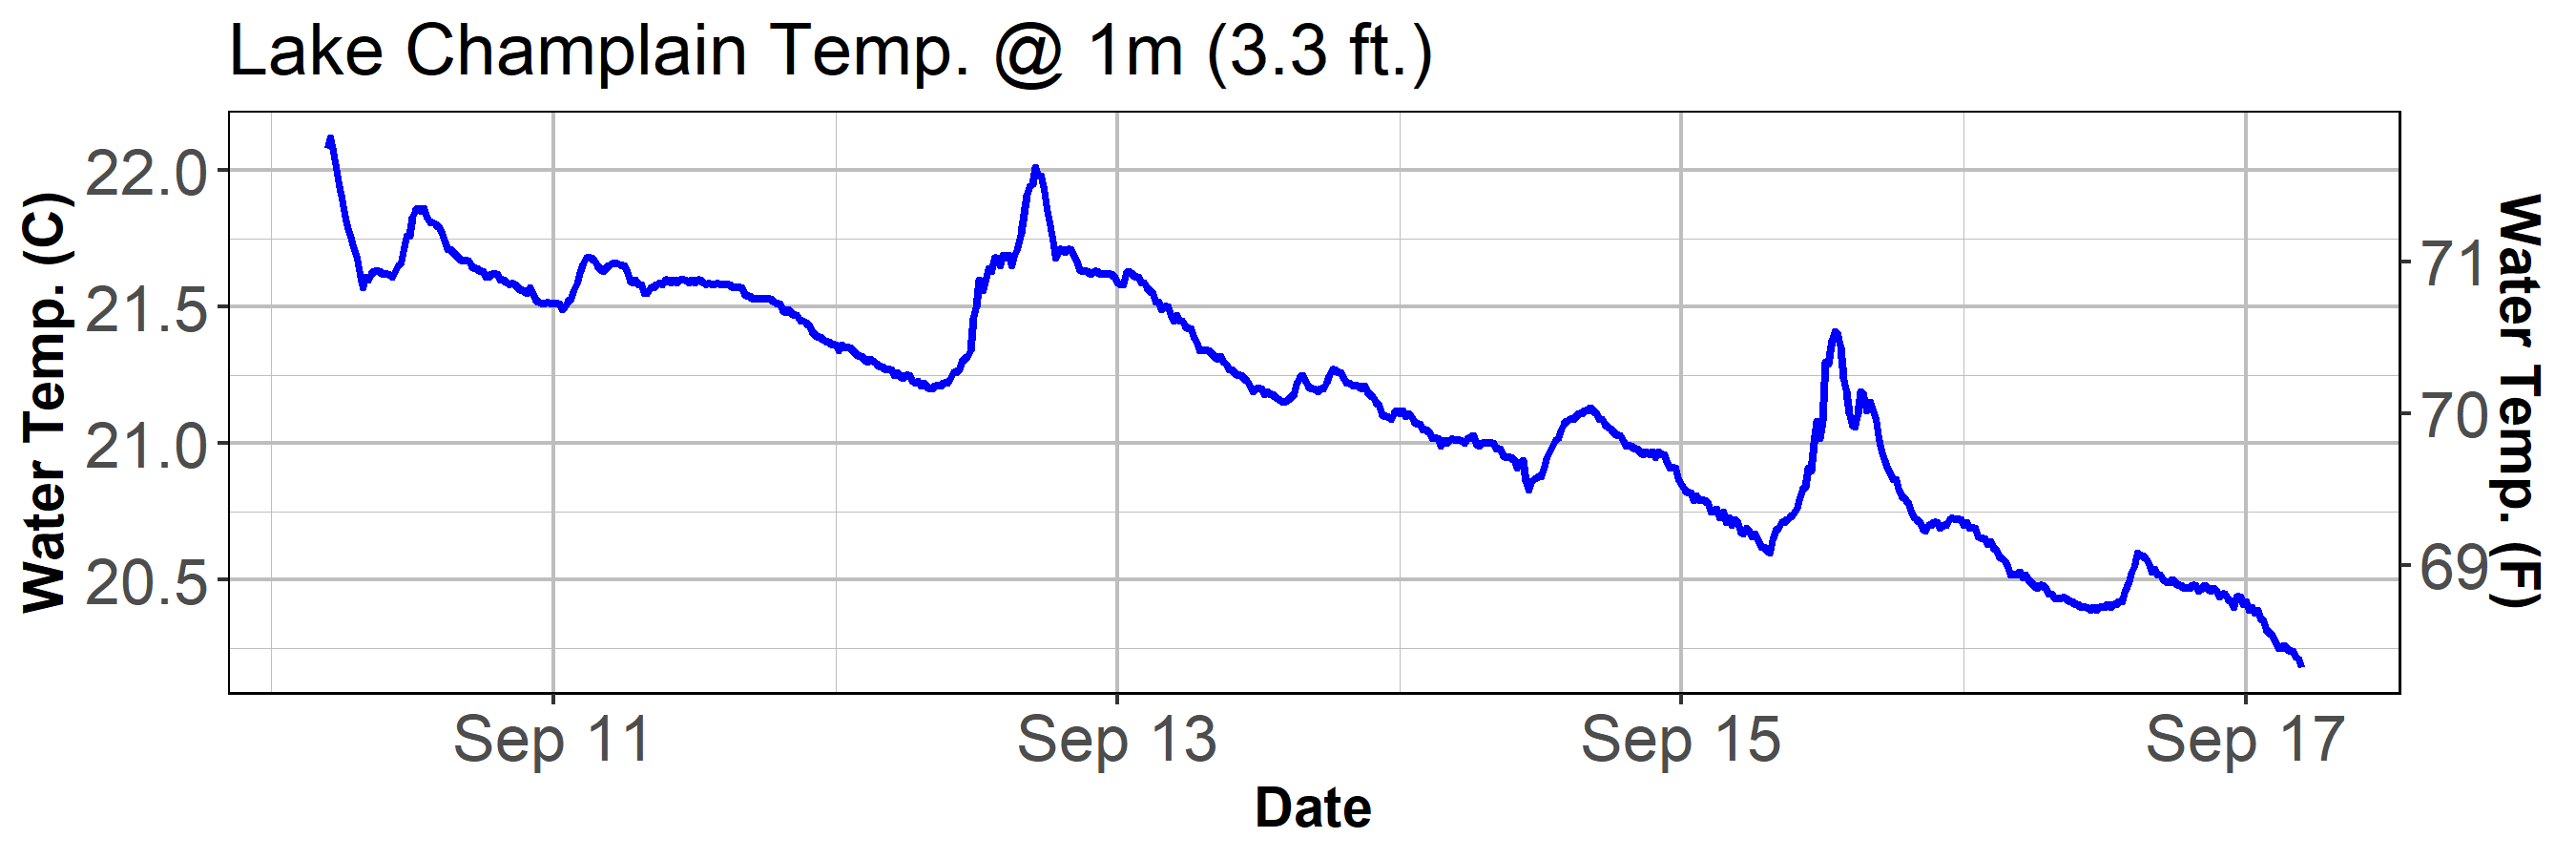 Lake Champlain Temp. @ 1m (3.3 ft.)
Water Temp. (C)
22.0
21.5
21.0
20.5
71
70
69
Water Temp. (F)
Sep 11
Sep 13
Sep 15
Sep 17
Date